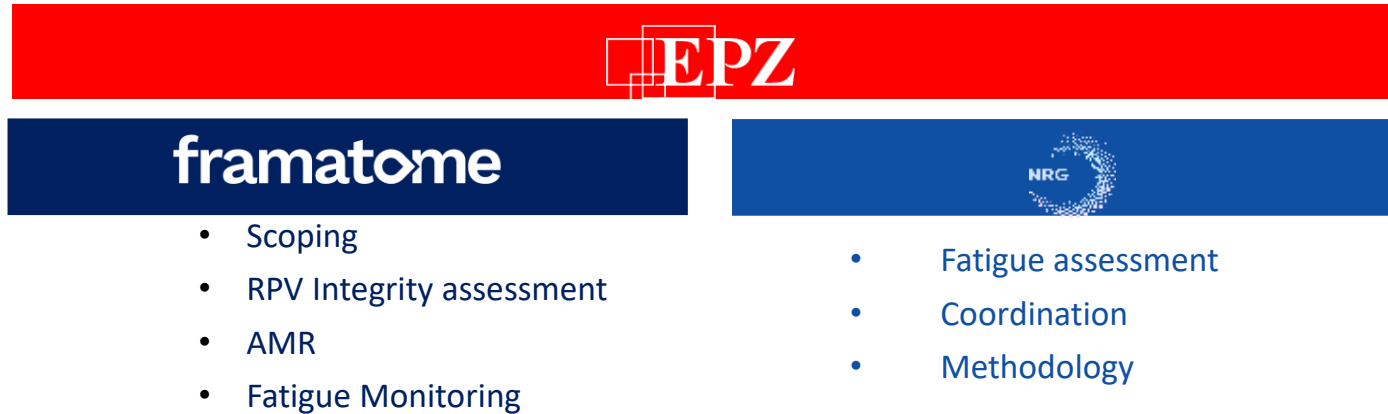 EPZ
framatome
• Scoping
• RPV Integrity assessment
• AMR
• Fatigue Monitoring
NRG
• Fatigue assessment
• Coordination
• Methodology